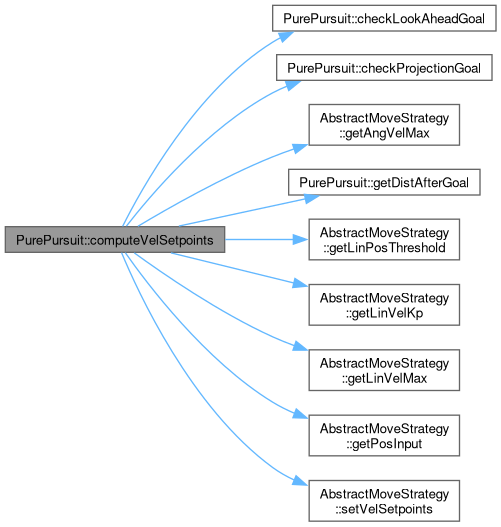 PurePursuit::checkLookAheadGoal
PurePursuit::checkProjectionGoal
AbstractMoveStrategy
::getAngVelMax
PurePursuit::getDistAfterGoal
PurePursuit::computeVelSetpoints
AbstractMoveStrategy
::getLinPosThreshold
AbstractMoveStrategy
::getLinVelKp
AbstractMoveStrategy
::getLinVelMax
AbstractMoveStrategy
::getPosInput
AbstractMoveStrategy
::setVelSetpoints